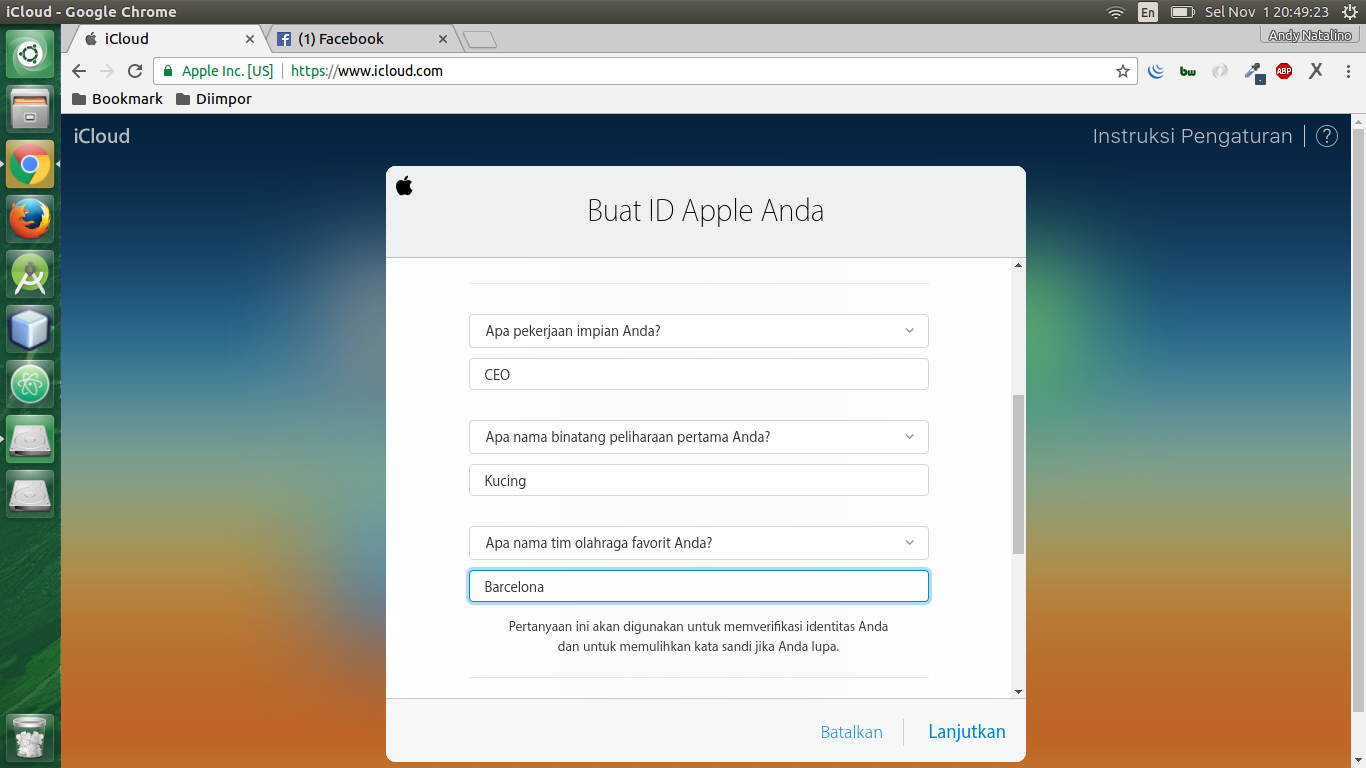 iCloud - Google Chrome
En
Sel Nov 1 20:49:23
iCloud
(1) Facebook
Andy Natalino
Apple Inc. [US]
https://www.icloud.com
bw
ABP
X
Bookmark
Diimpor
iCloud
Instruksi Pengaturan
?
Buat ID Apple Anda
Apa pekerjaan impian Anda?
CEO
Apa nama binatang peliharaan pertama Anda?
Kucing
Apa nama tim olahraga favorit Anda?
Barcelona
Pertanyaan ini akan digunakan untuk memverifikasi identitas Anda
dan untuk memulihkan kata sandi jika Anda lupa.
Batalkan
Lanjutkan